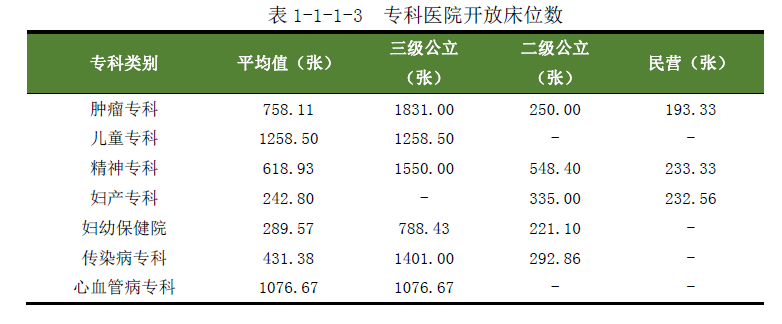 表 1-1-1-3 专科医院开放床位数
专科类别 平均值（张） 三级公立（张） 二级公立（张） 民营（张）
肿瘤专科 758.11 1831.00 250.00 193.33
儿童专科 1258.50 1258.50 - -
精神专科 618.93 1550.00 548.40 233.33
妇产专科 242.80 - 335.00 232.56
妇幼保健院 289.57 788.43 221.10 -
传染病专科 431.38 1401.00 292.86 -
心血管病专科 1076.67 1076.67 - -